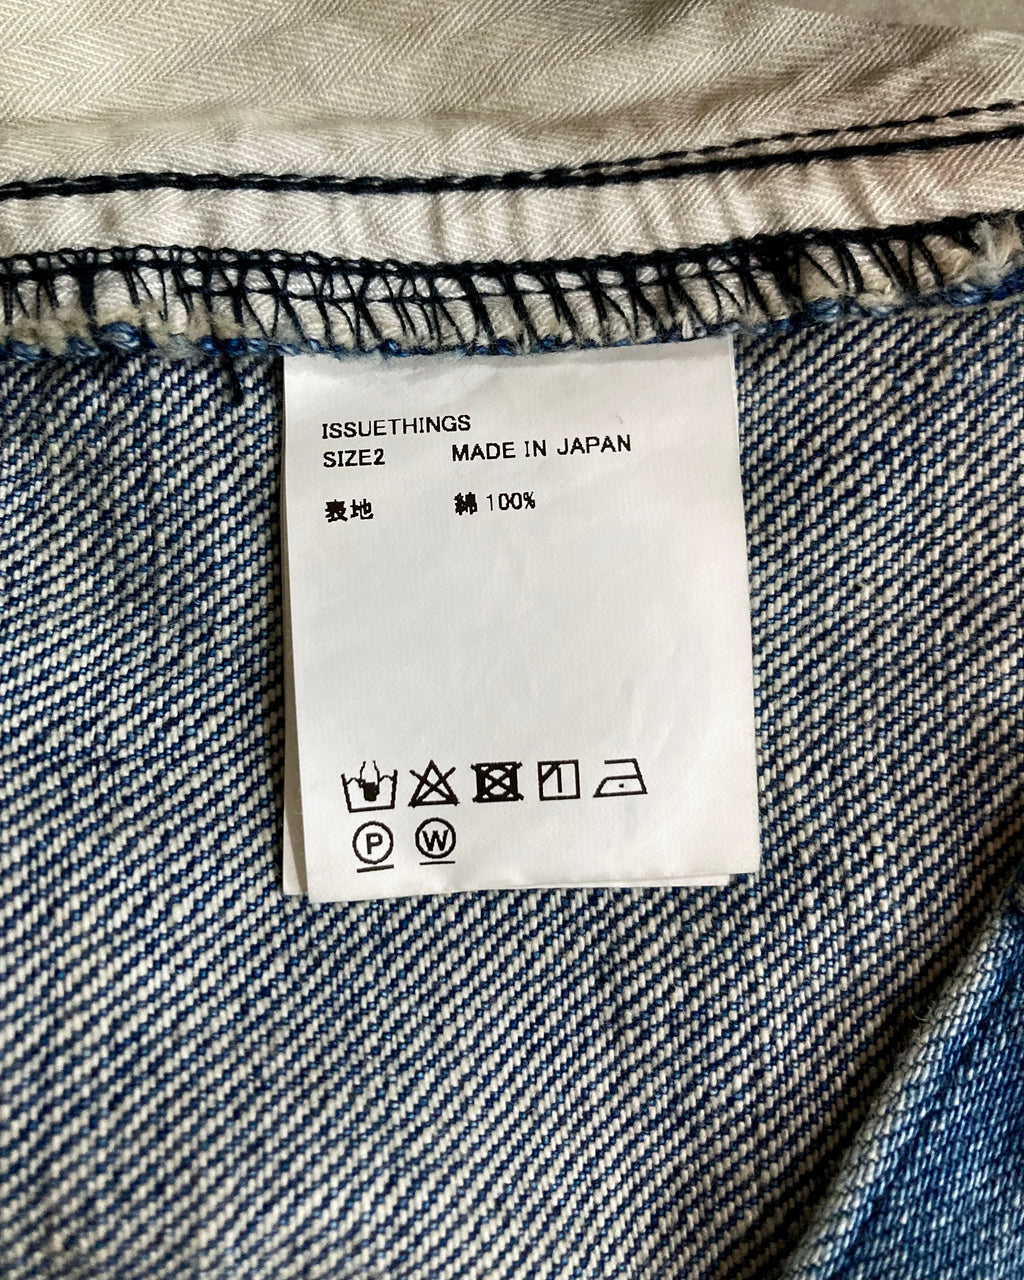 ISSUETHINGS
SIZE2 MADE IN JAPAN
表地 綿 100%
P W